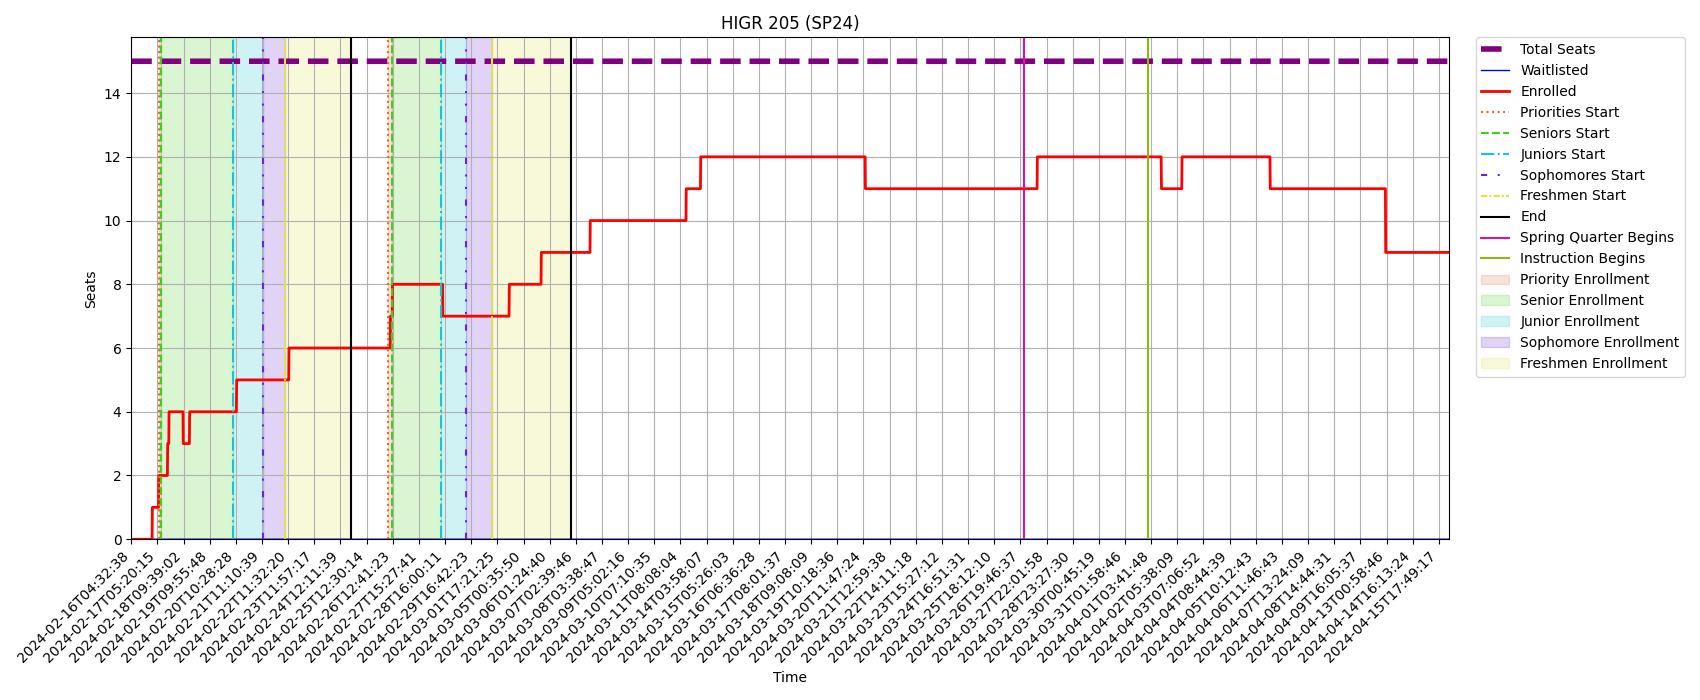 HIGR 205 (SP24)
Seats
14
12
10
8
6
4
2
0
2024-02-16T04:32:38
2024-02-17T05:20:15
2024-02-18T09:39:02
2024-02-19T09:55:48
2024-02-20T10:28:28
2024-02-21T11:10:39
2024-02-22T11:32:20
2024-02-23T11:57:17
2024-02-24T12:11:39
2024-02-25T12:30:14
2024-02-26T12:41:23
2024-02-27T15:27:41
2024-02-28T16:00:11
2024-02-29T16:42:23
2024-03-01T17:21:25
2024-03-05T00:35:50
2024-03-06T01:24:40
2024-03-07T02:39:46
2024-03-08T03:38:47
2024-03-09T05:02:16
2024-03-10T07:10:35
2024-03-11T08:08:04
2024-03-14T03:58:07
2024-03-15T05:26:03
2024-03-16T06:36:28
2024-03-17T08:01:37
2024-03-18T09:08:09
2024-03-19T10:18:36
2024-03-20T11:47:24
2024-03-21T12:59:38
2024-03-22T14:11:18
2024-03-23T15:27:12
2024-03-24T16:51:31
2024-03-25T18:12:10
2024-03-26T19:46:37
2024-03-27T22:01:58
2024-03-28T23:27:30
2024-03-30T00:45:19
2024-03-31T01:58:46
2024-04-01T03:41:48
2024-04-02T05:38:09
2024-04-03T07:06:52
2024-04-04T08:44:39
2024-04-05T10:12:43
2024-04-06T11:46:43
2024-04-07T13:24:09
2024-04-08T14:44:31
2024-04-09T16:05:37
2024-04-13T00:58:46
2024-04-14T16:13:24
2024-04-15T17:49:17
Time
Total Seats
Waitlisted
Enrolled
Priorities Start
Seniors Start
Juniors Start
Sophomores Start
Freshmen Start
End
Spring Quarter Begins
Instruction Begins
Priority Enrollment
Senior Enrollment
Junior Enrollment
Sophomore Enrollment
Freshmen Enrollment